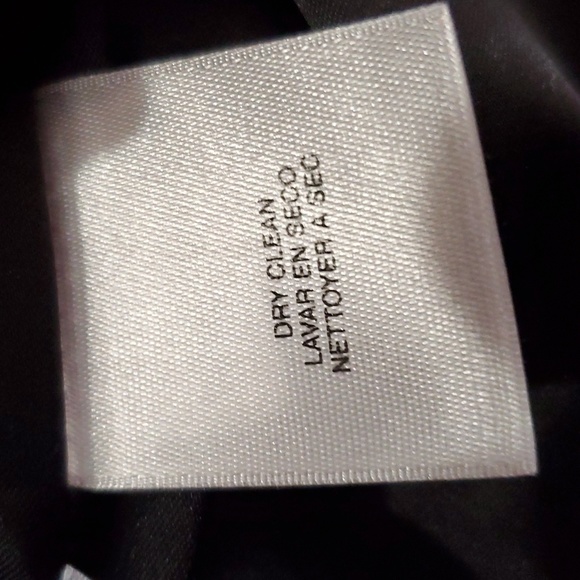 DRY CLEAN
LAVAR EN SECO
NETTOYER A SEC